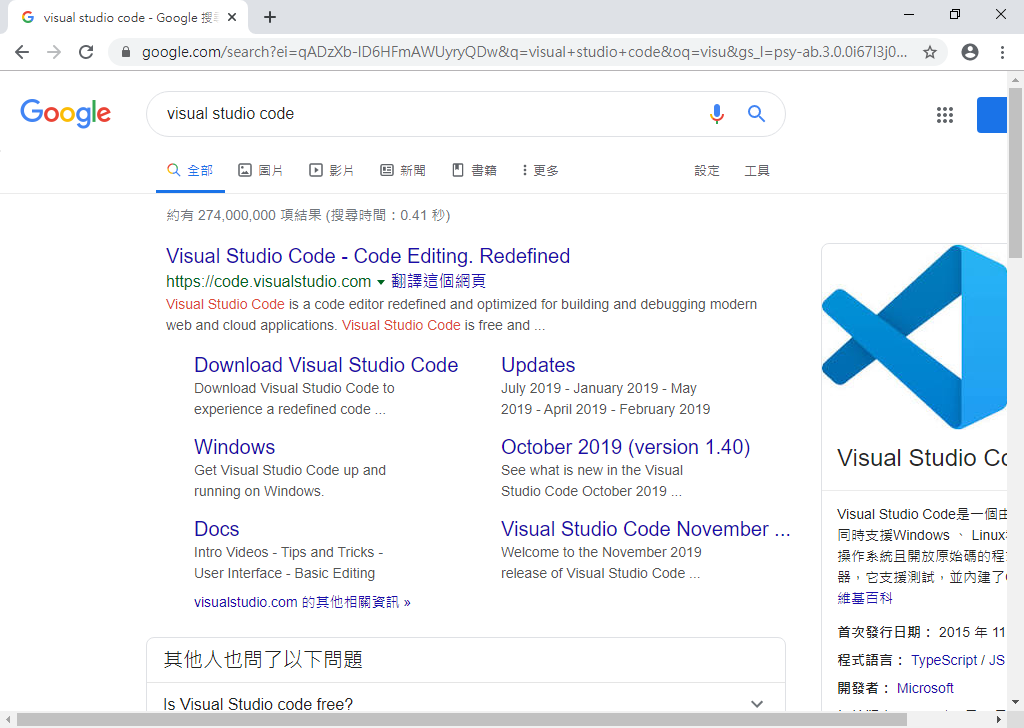 visual studio code - Google 搜
google.com/search?ei=qADzXb-ID6HFmAWUyryQDw&q=visual+studio+code&oq=visu&gs_l=psy-ab.3.0.0i67l3j0...
Google
visual studio code
全部 圖片 影片 新聞 書籍 更多 設定 工具
約有 274,000,000 項結果 (搜尋時間：0.41 秒)
Visual Studio Code - Code Editing. Redefined
https://code.visualstudio.com 翻譯這個網頁
Visual Studio Code is a code editor redefined and optimized for building and debugging modern
web and cloud applications. Visual Studio Code is free and ...
Download Visual Studio Code
Download Visual Studio Code to
experience a redefined code ...
Updates
July 2019 - January 2019 - May
2019 - April 2019 - February 2019
Windows
Get Visual Studio Code up and
running on Windows.
October 2019 (version 1.40)
See what is new in the Visual
Studio Code October 2019 ...
Docs
Intro Videos - Tips and Tricks -
User Interface - Basic Editing
Visual Studio Code November ...
Welcome to the November 2019
release of Visual Studio Code ...
visualstudio.com 的其他相關資訊 »
其他人也問了以下問題
Is Visual Studio code free?
Visual Studio Co
Visual Studio Code是一個由
同時支援Windows 、 Linux
操作系統且開放原始碼的程
器，它支援測試，並內建了
維基百科
首次發行日期： 2015 年 11
程式語言： TypeScript / JS
開發者： Microsoft